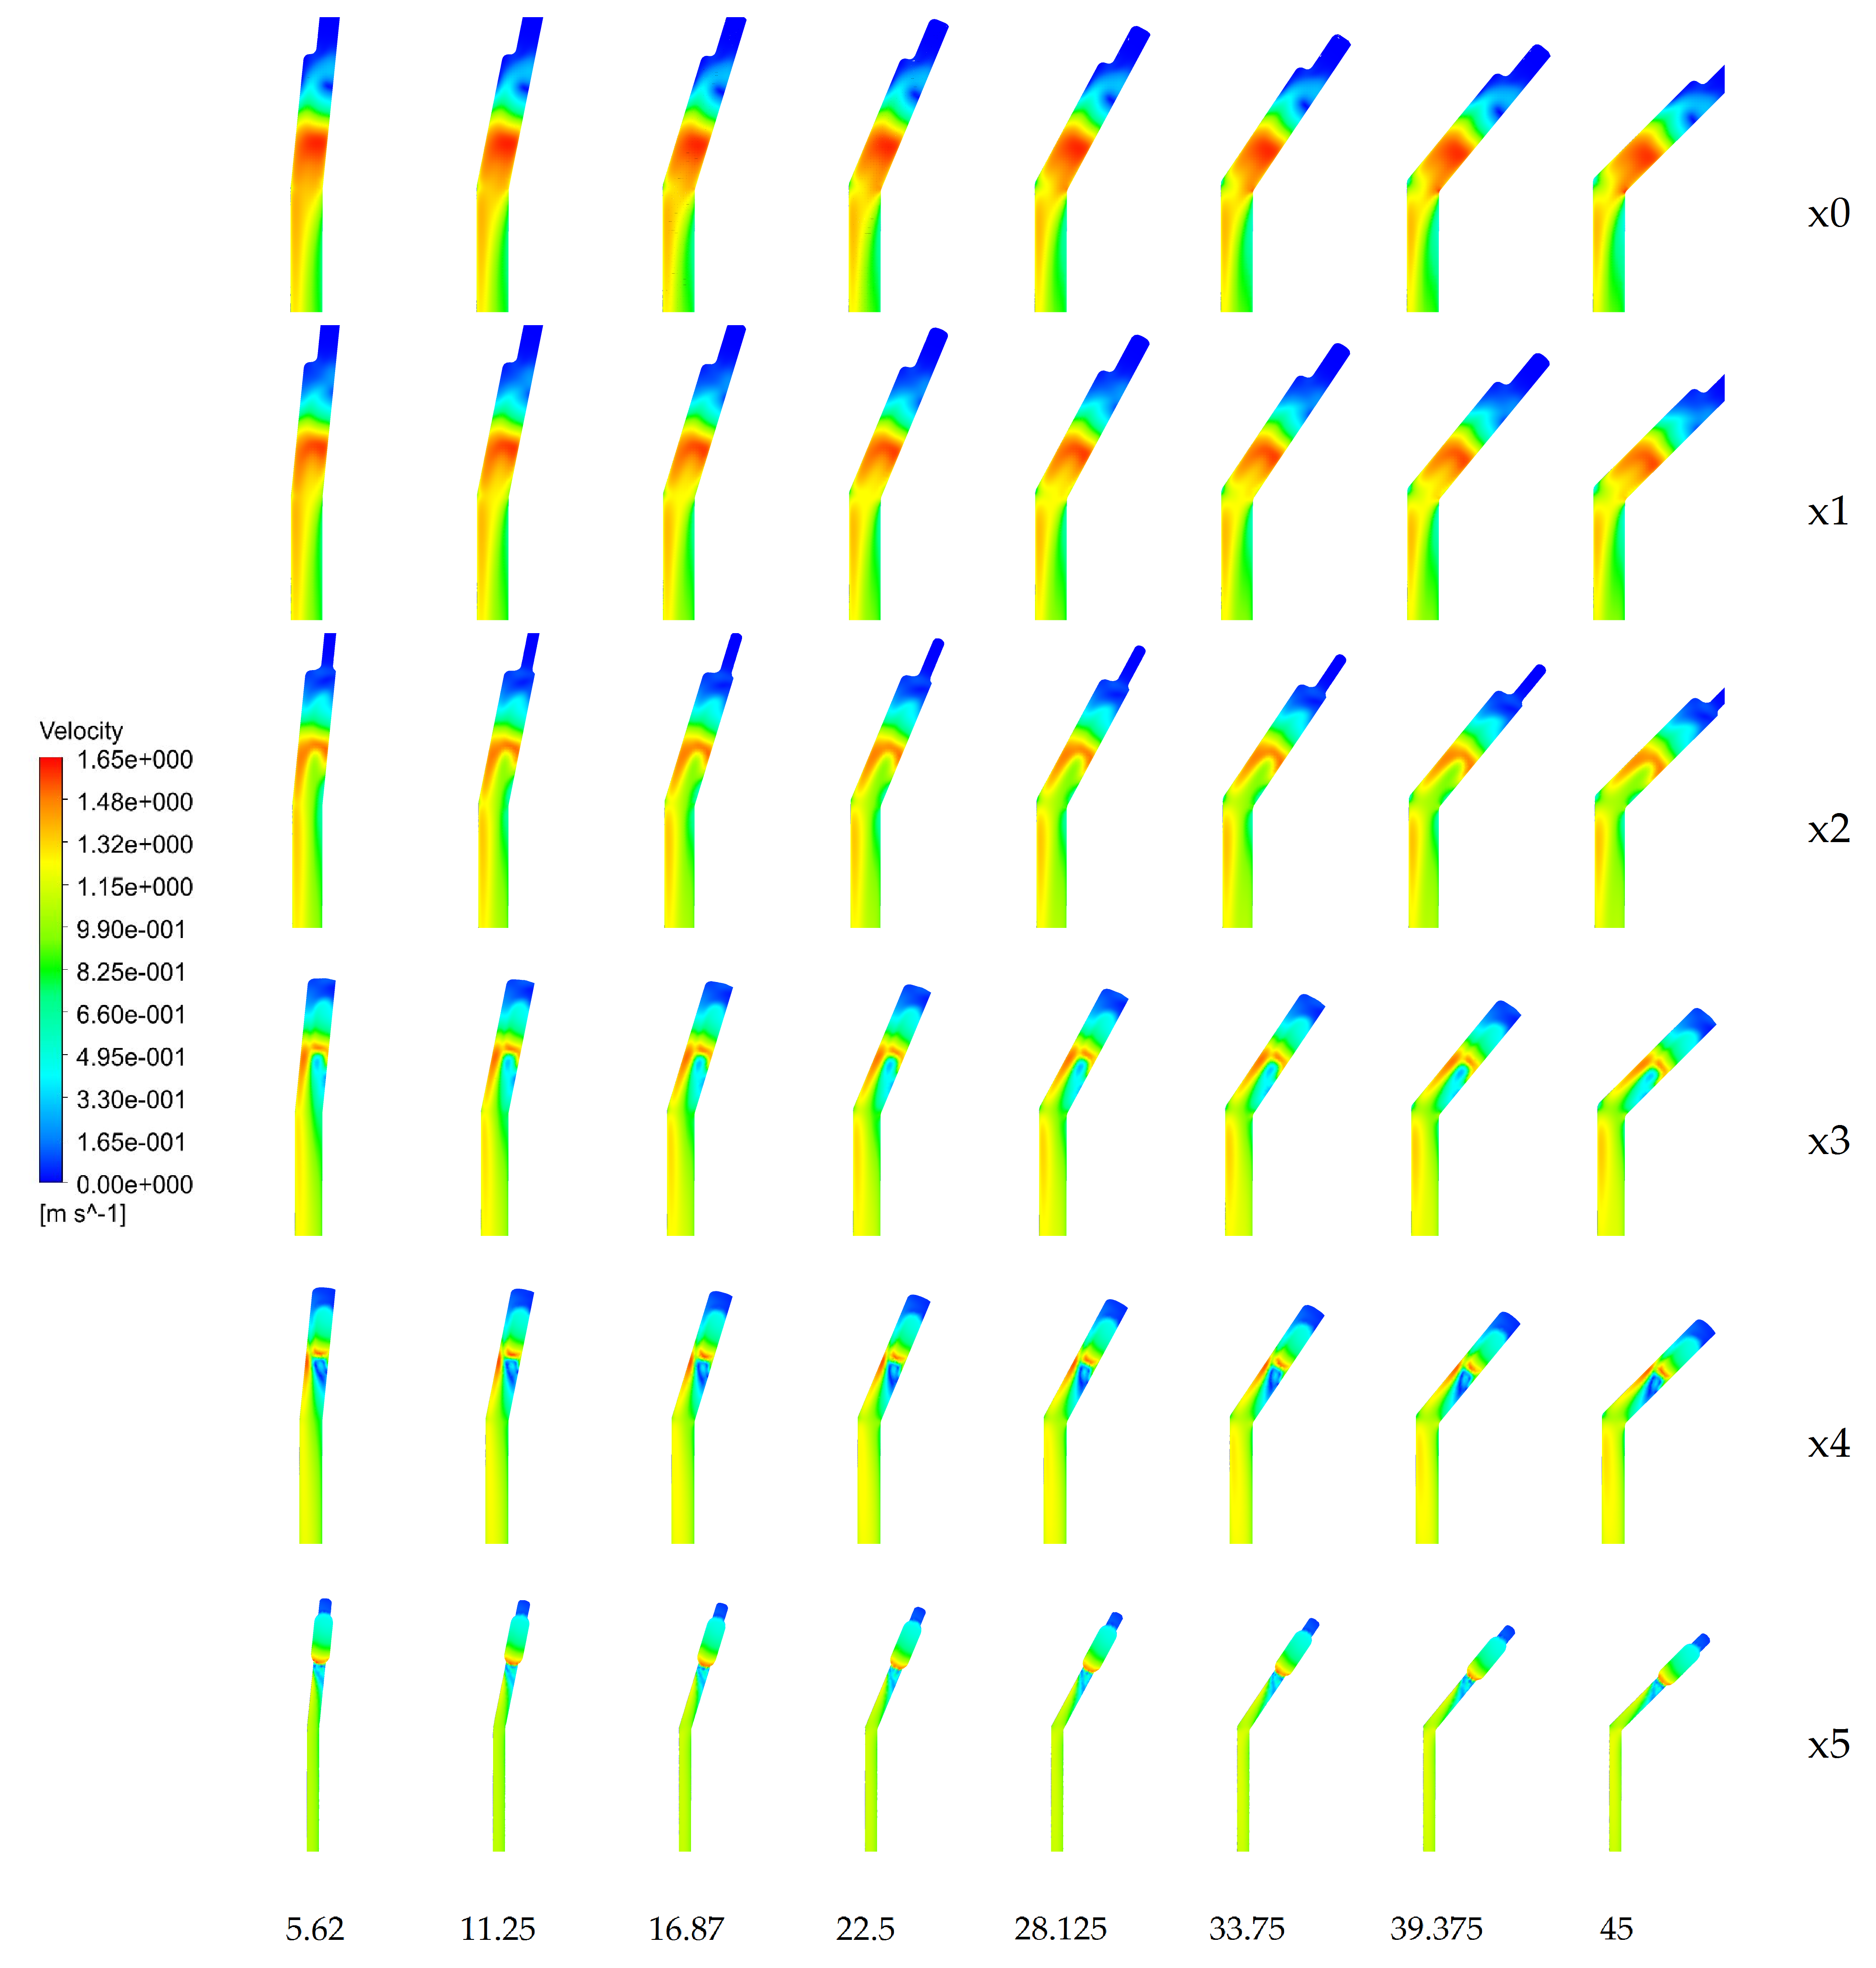 x0
x1
Velocity
1.65e+000
1.48e+000
1.32e+000
1.15e+000
9.90e-001
8.25e-001
6.60e-001
4.95e-001
3.30e-001
1.65e-001
0.00e+000
[m s^-1]
x2
x3
x4
x5
5.62 11.25 16.87 22.5 28.125 33.75 39.375 45